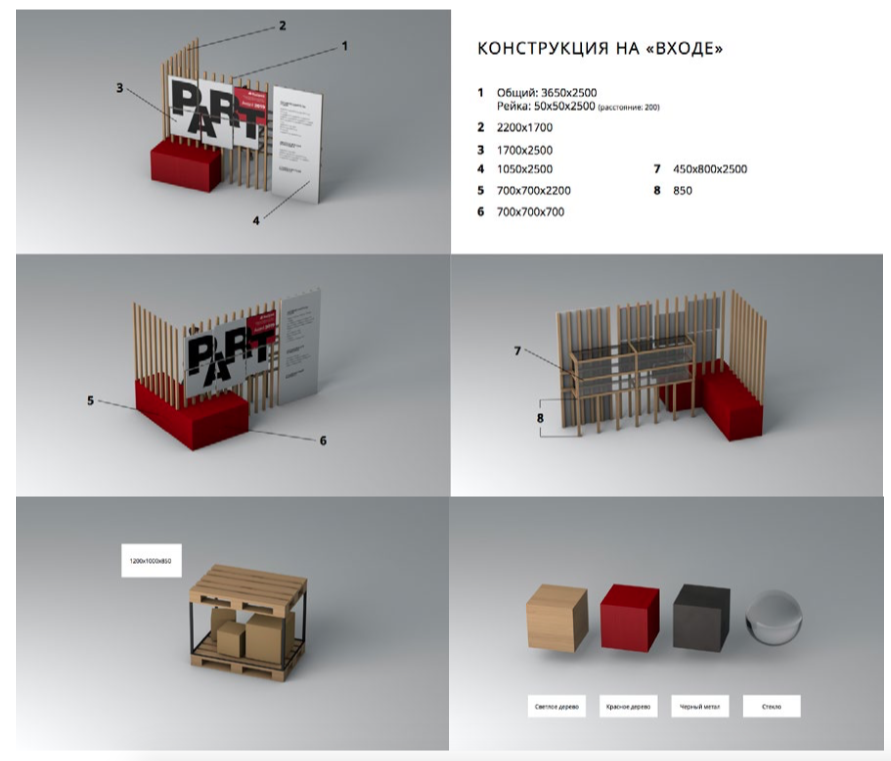 2
1
3
4
PART
КОНСТРУКЦИЯ НА «ВХОДЕ»
1 Общий: 3650x2500
Рейка: 50x50x2500 (расстояние: 200)
2 2200x1700
3 1700x2500
4 1050x2500
5 700x700x2200
6 700x700x700
7 450x800x2500
8 850
5
6
PART
7
8
1200x1000x850
Светлое дерево
Красное дерево
Черный метал
Стекло